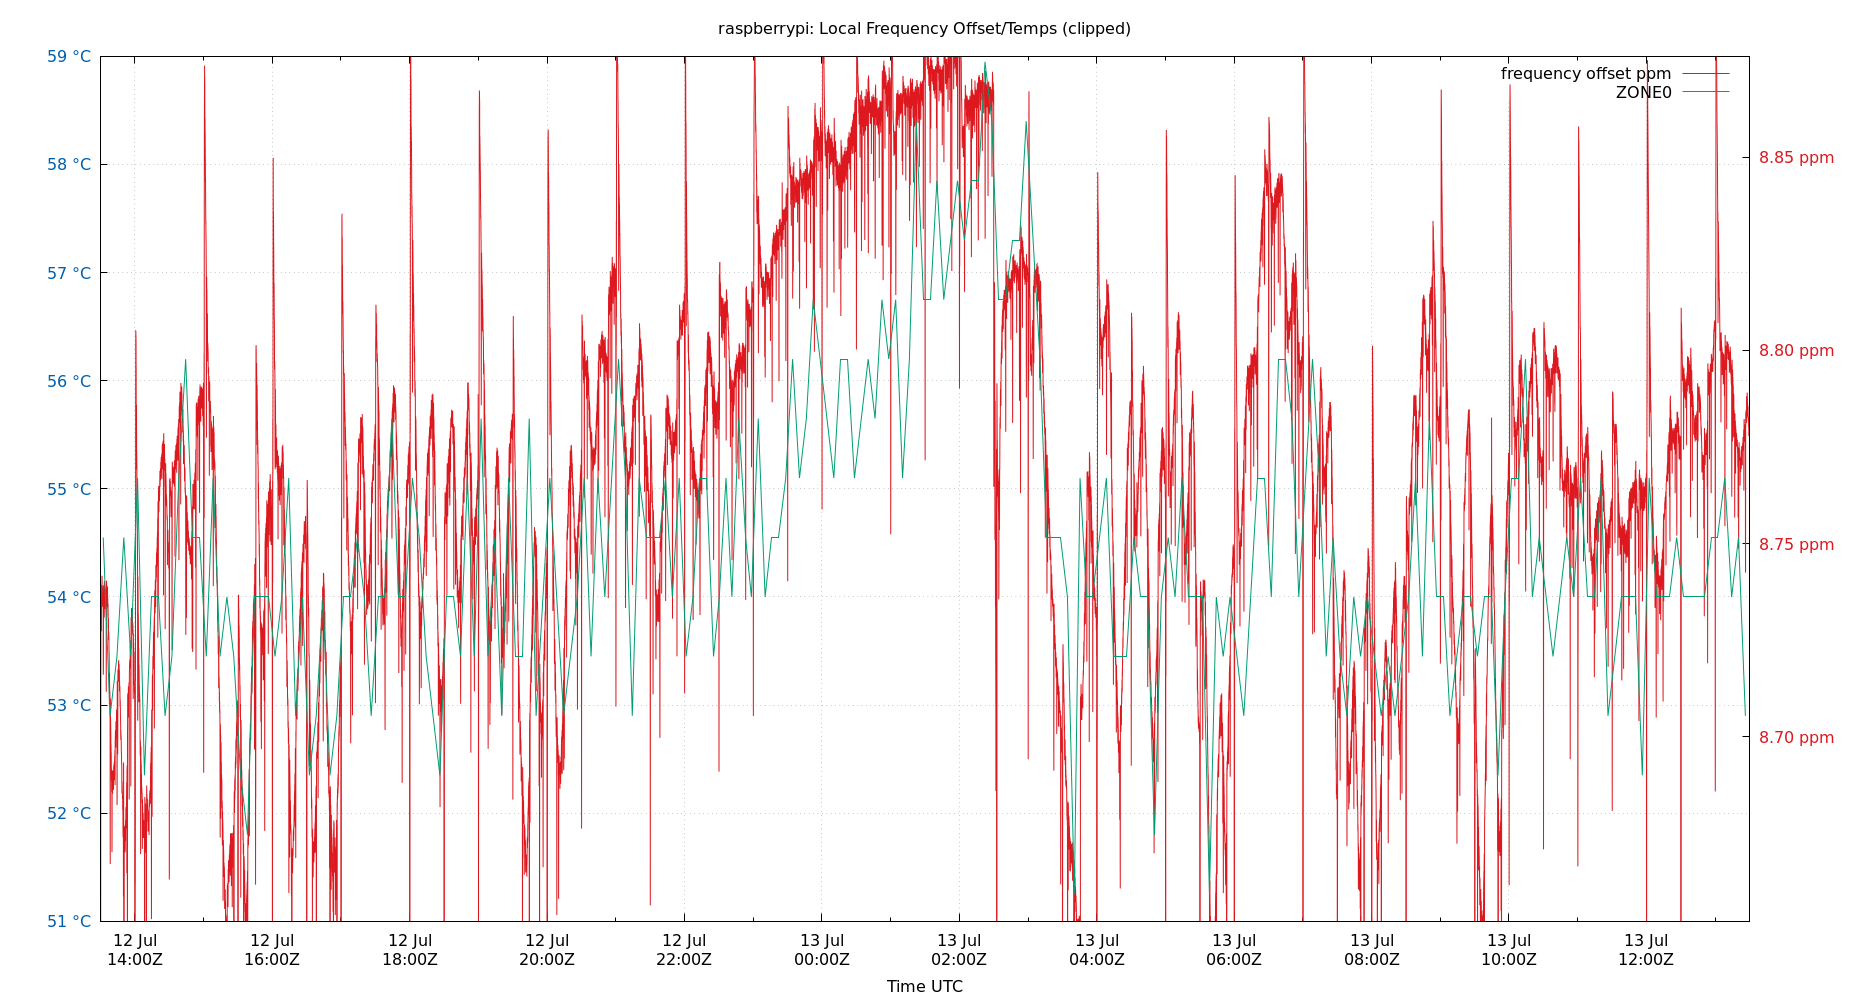 raspberrypi: Local Frequency Offset/Temps (clipped)
59 °C
58 °C
57 °C
56 °C
55 °C
54 °C
53 °C
52 °C
51 °C
frequency offset ppm
ZONE0
8.85 ppm
8.80 ppm
8.75 ppm
8.70 ppm
12 Jul
14:00Z
12 Jul
16:00Z
12 Jul
18:00Z
12 Jul
20:00Z
12 Jul
22:00Z
13 Jul
00:00Z
13 Jul
02:00Z
13 Jul
04:00Z
13 Jul
06:00Z
13 Jul
08:00Z
13 Jul
10:00Z
13 Jul
12:00Z
Time UTC